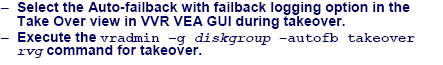 – Select the Auto-failback with failback logging option in the
Take Over view in VVR VEA GUI during takeover.
– Execute the vradmin –g diskgroup –autofb takeover
rvg command for takeover.